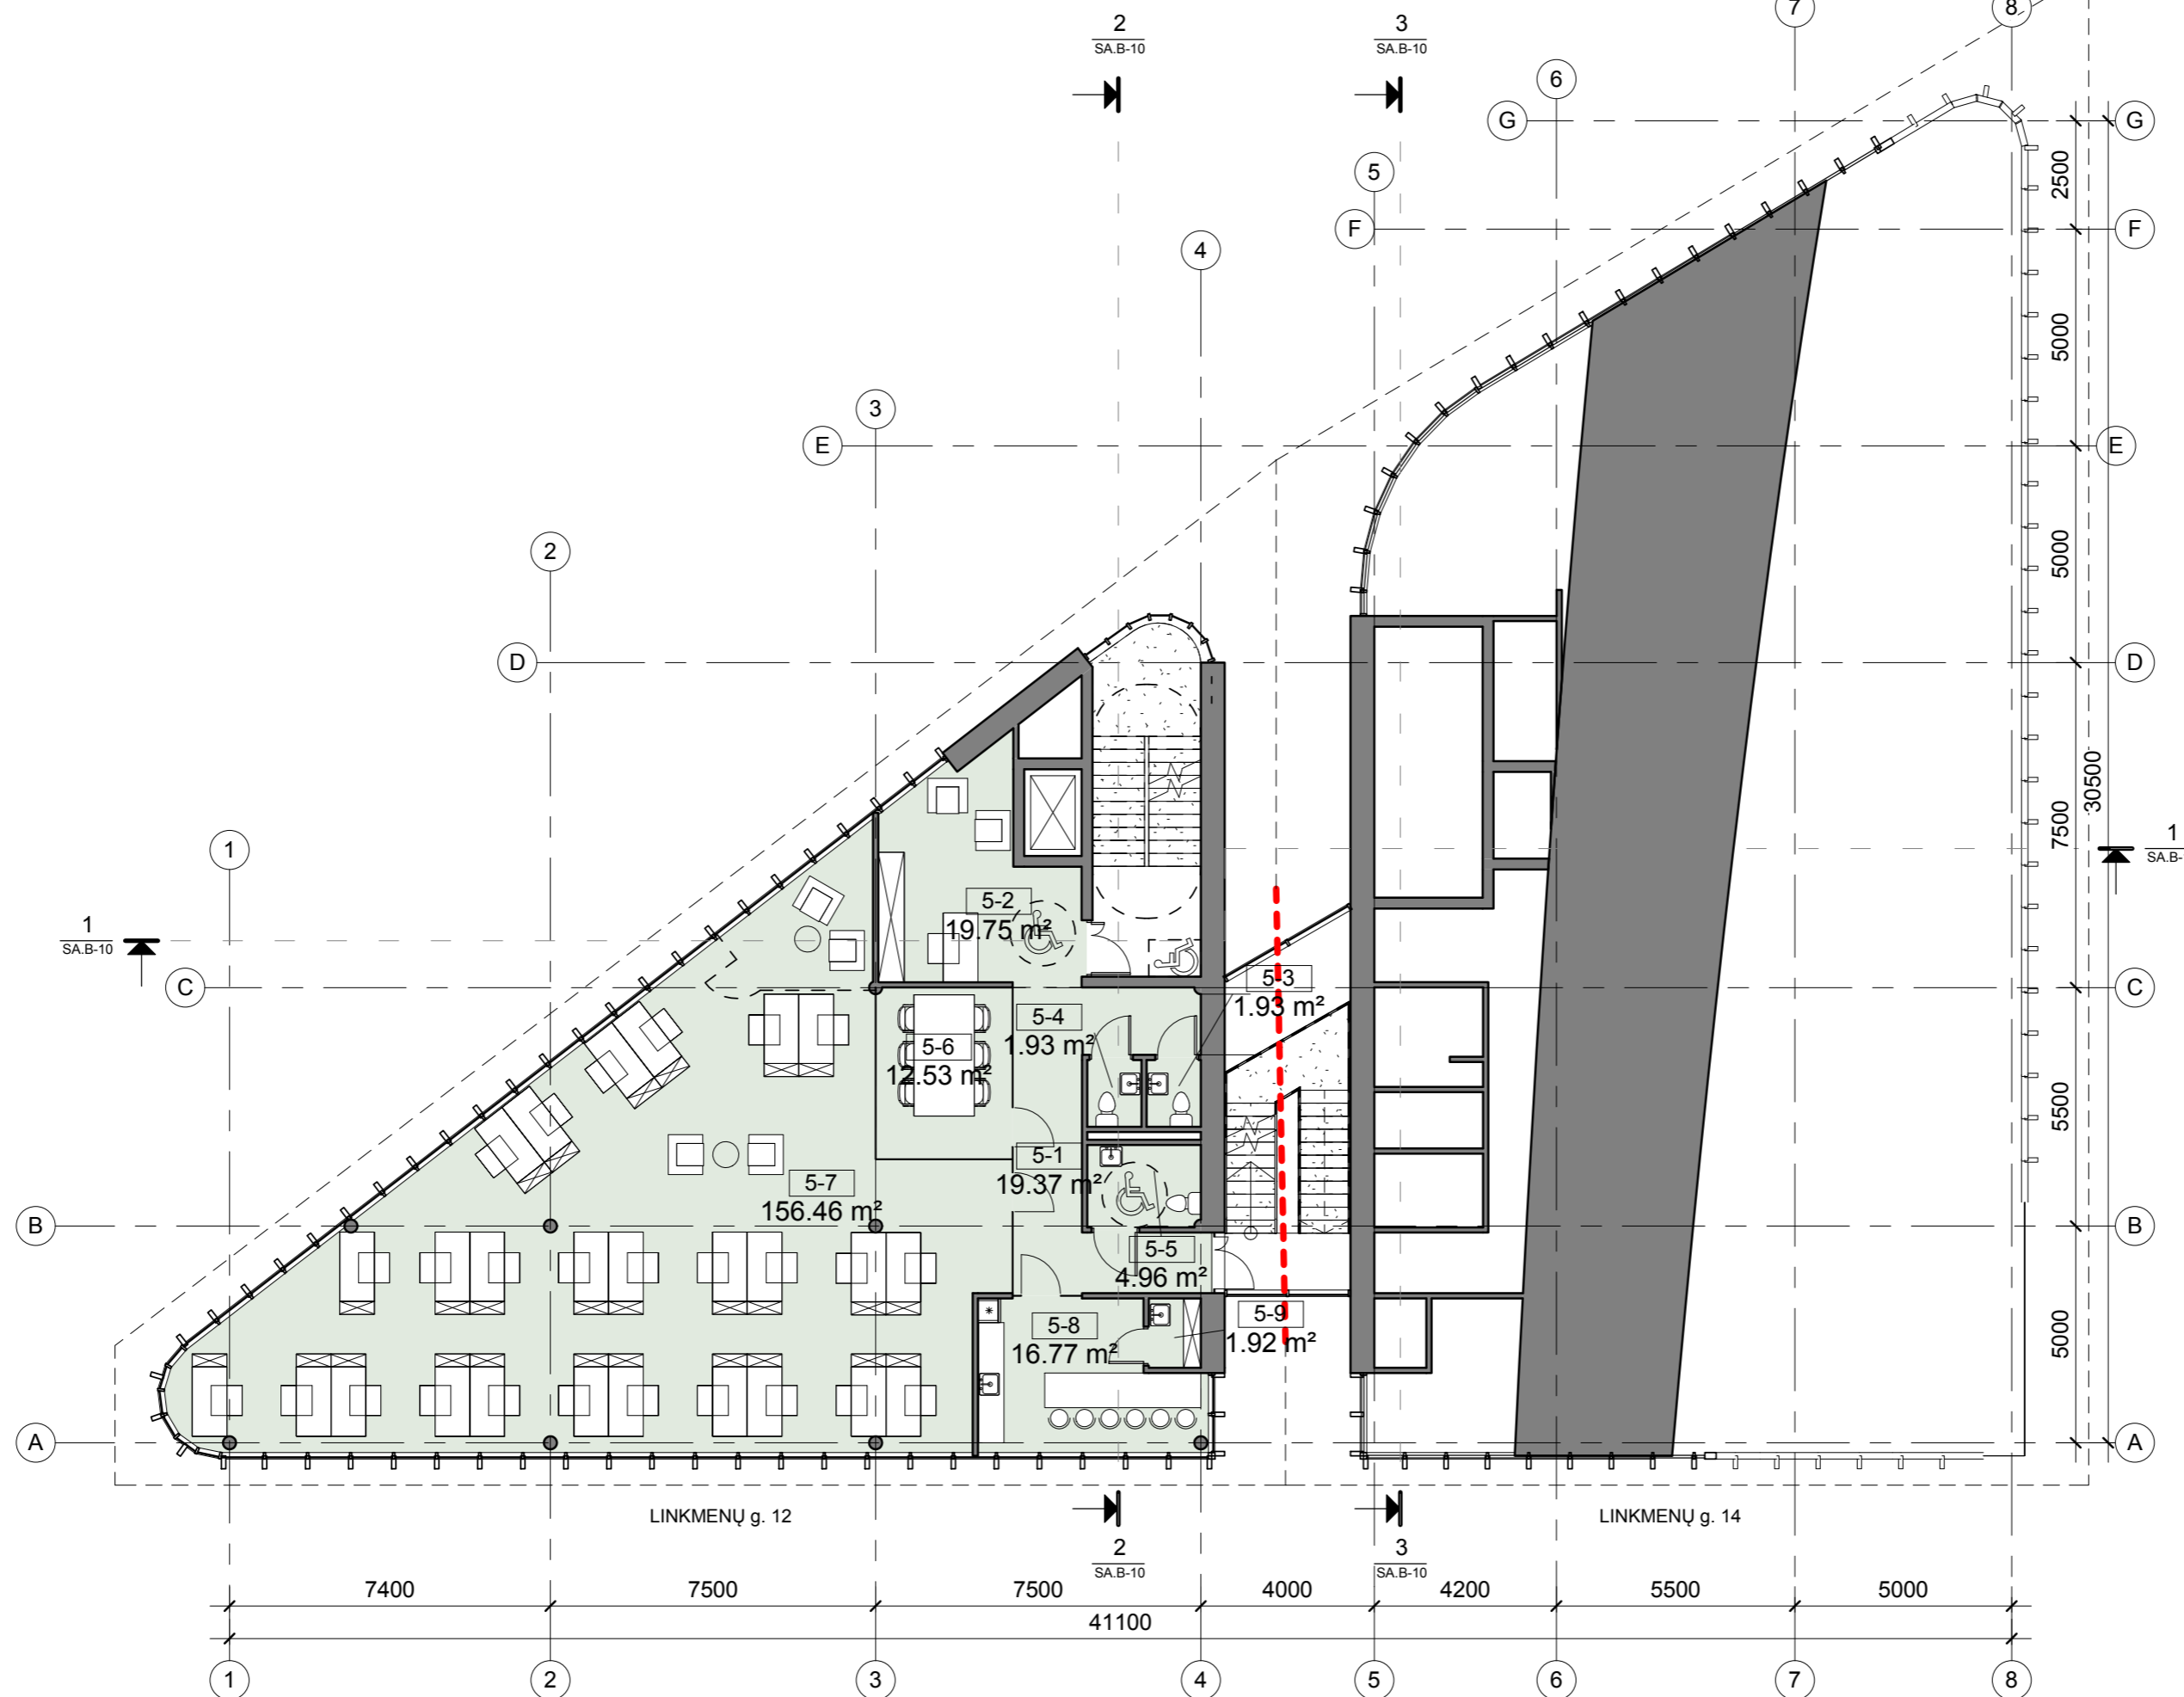 2
SA.B-10
3
SA.B-10
7
8
6
G
G
2500
5
F
F
4
5000
3
E
E
2
5000
D
D
7500
30500
1
1
SA.B-
5-2
19.75 m²
1
SA.B-10
C
C
5-3
1.93 m²
5-4
1.93 m²
5-6
12.53 m²
5500
5-1
19.37 m²
5-7
156.46 m²
B
B
5-5
4.96 m²
5-9
1.92 m²
5-8
16.77 m²
5000
A
A
LINKMENŲ g. 12
LINKMENŲ g. 14
2
SA.B-10
3
SA.B-10
7400
7500
7500
4000
4200
5500
5000
41100
1
2
3
4
5
6
7
8